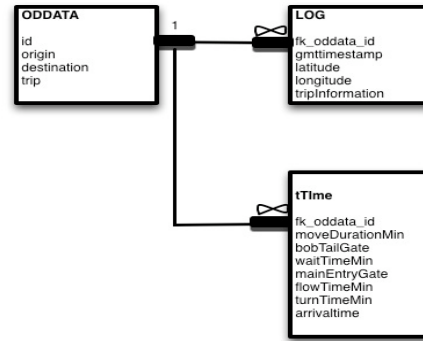 ODDATA
id
origin
destination
trip
1
LOG
fk_oddata_id
gmttimestamp
latitude
longitude
tripInformation
tTIme
fk_oddata_id
moveDurationMin
bobTailGate
waitTimeMin
mainEntryGate
flowTimeMin
turnTimeMin
arrivaltime